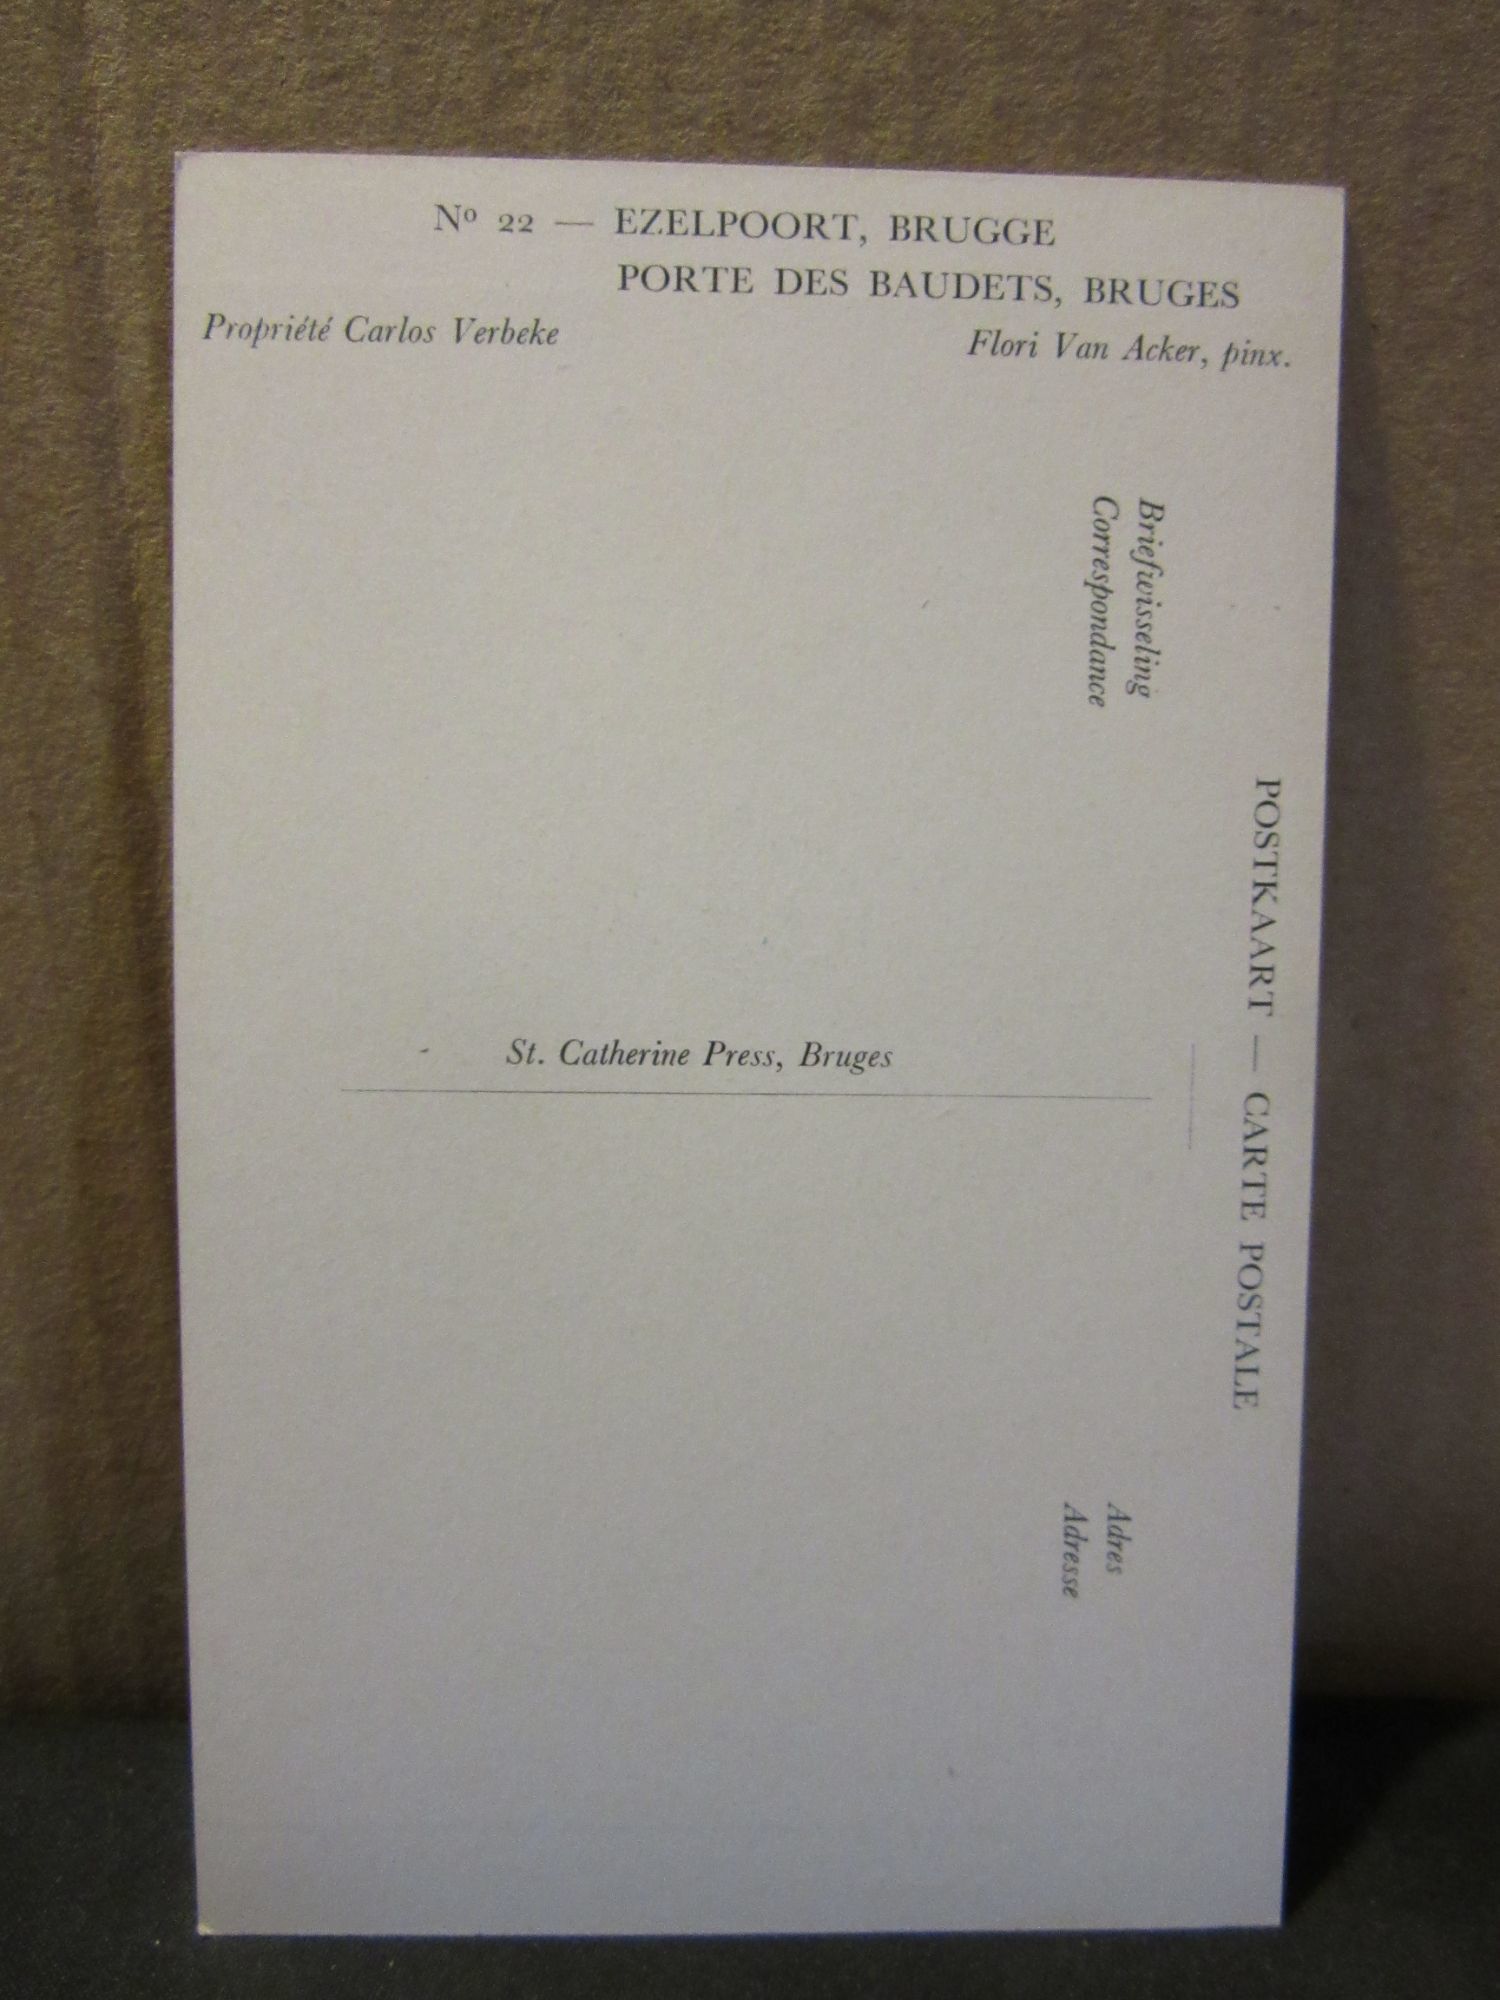 Nº 22 — EZELPOORT, BRUGGE
PORTE DES BAUDETS, BRUGES
Propriété Carlos Verbeke
Flori Van Acker, pinx.
POSTKAART — CARTE POSTALE
Briefwisseling
Correspondance
Adres
Adresse
St. Catherine Press, Bruges